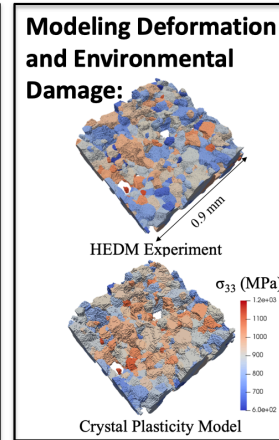 Modeling Deformation
and Environmental
Damage:
0.9 mm
HEDM Experiment
σ33 (MPa)
1.2e+03
1100
1000
900
800
700
6.0e+02
Crystal Plasticity Model